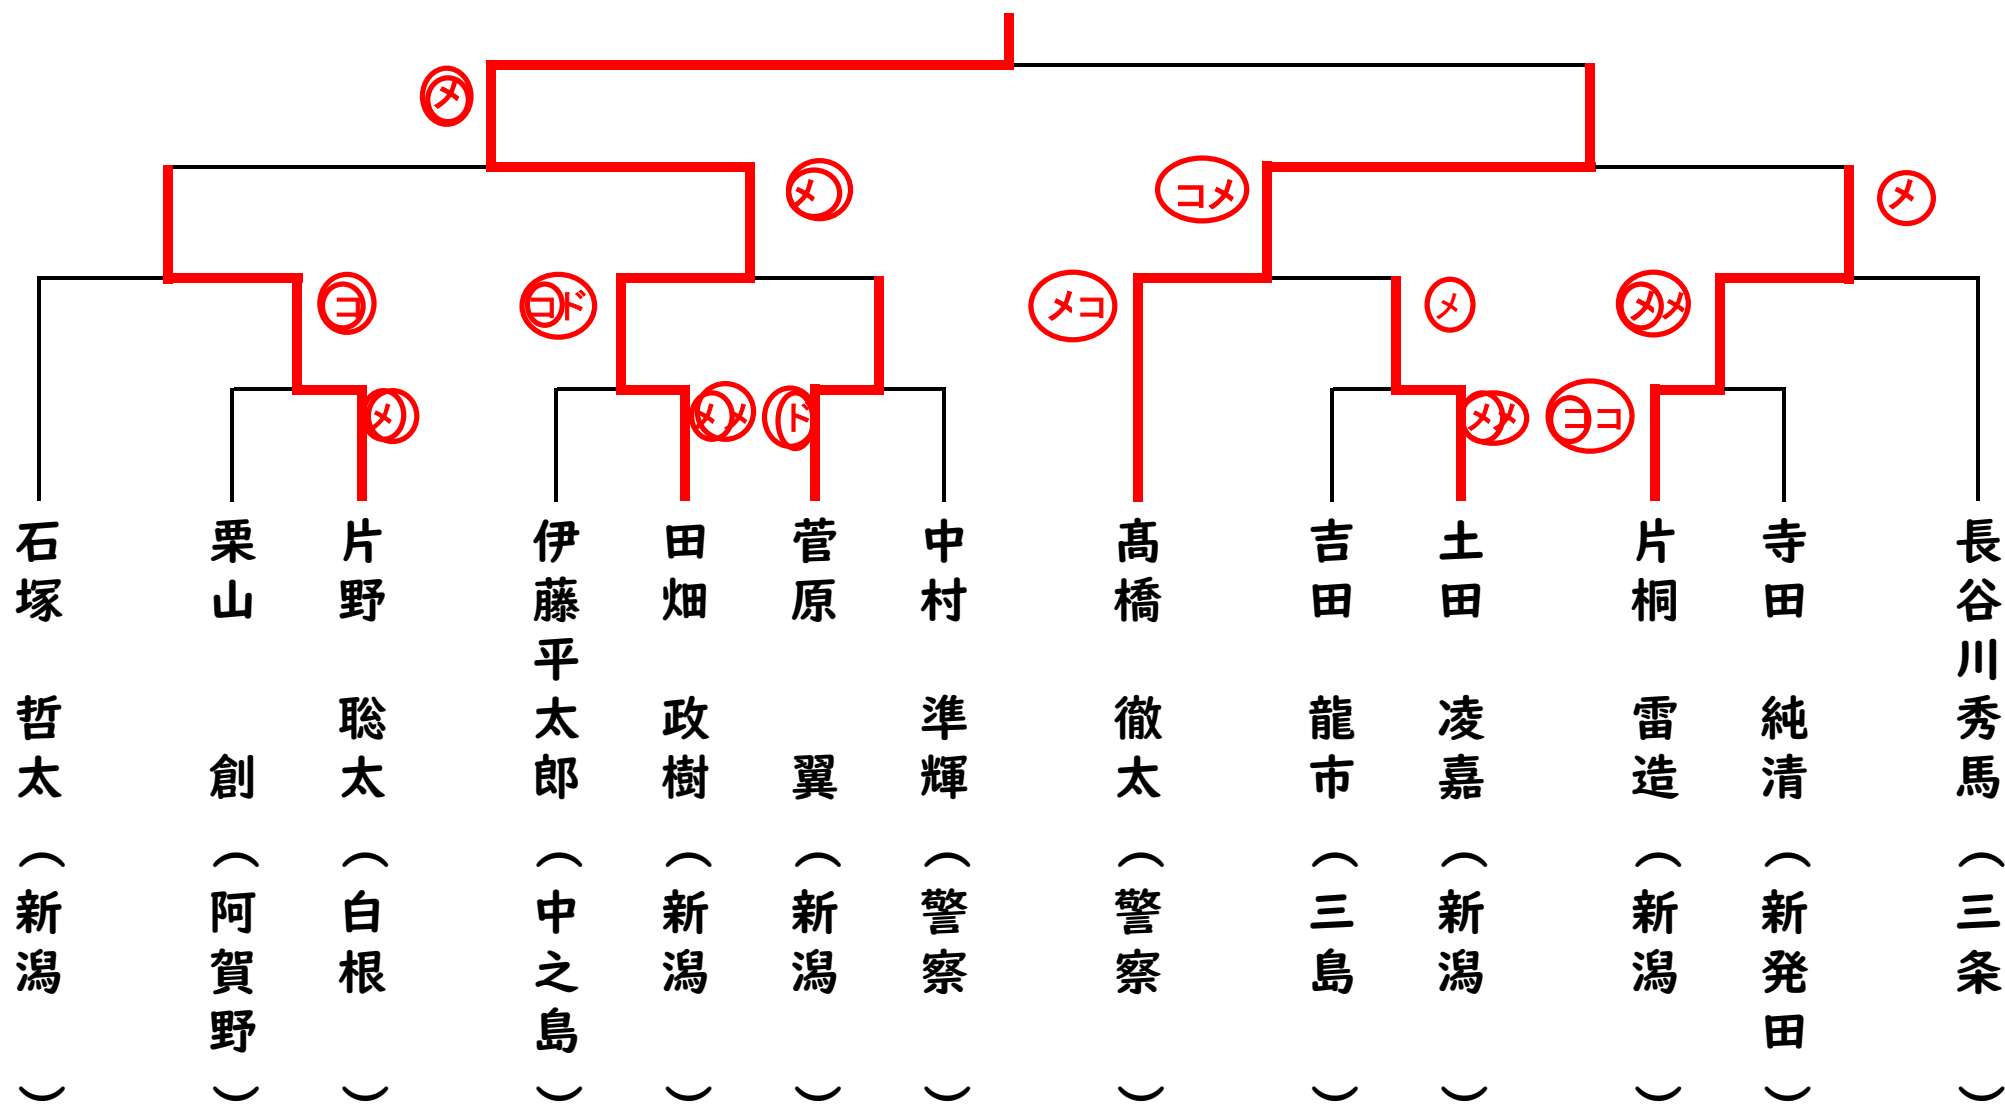 メ
メ
コメ
メ
コ
コド
メコ
メ
メメ
メ
メメ
ド
メメ
ココ
石塚 哲太（新潟）
栗山 創（阿賀野）
片野 聡太（白根）
伊藤平太郎（中之島）
田畑 政樹（新潟）
菅原 翼（新潟）
中村 準輝（警察）
髙橋 徹太（警察）
吉田 龍市（三島）
土田 凌嘉（新潟）
片桐 雷造（新潟）
寺田 純清（新発田）
長谷川秀馬（三条）